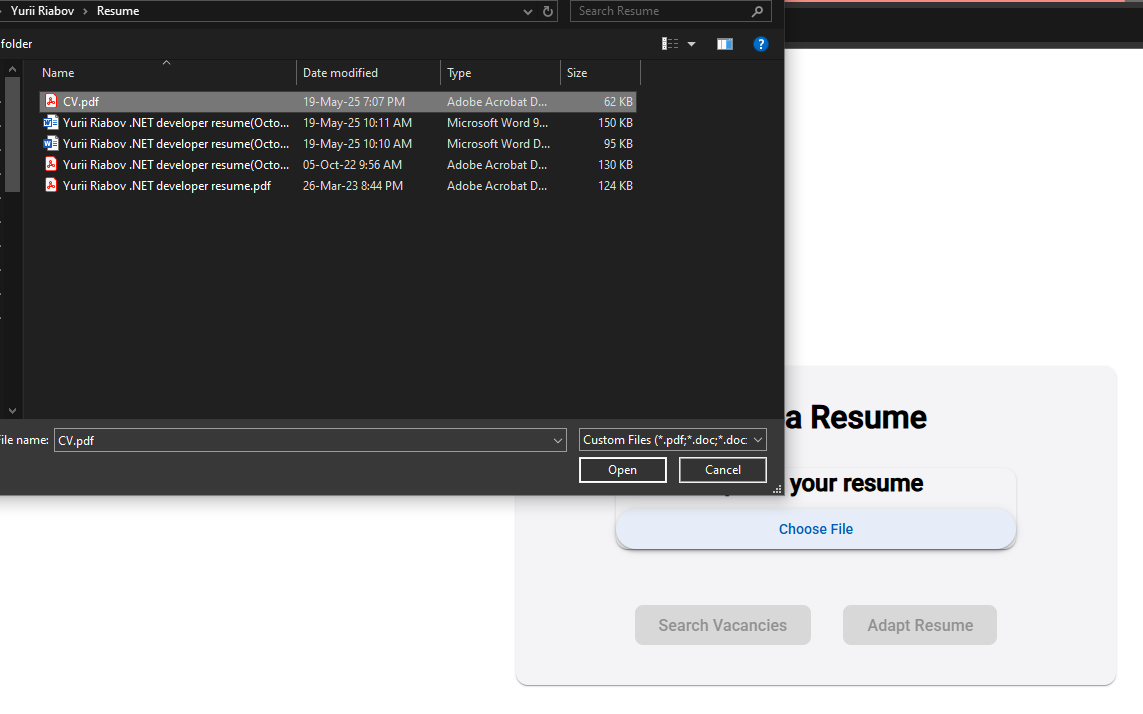 Yurii Riabov > Resume
Search Resume
folder
Name Date modified Type Size
CV.pdf 19-May-25 7:07 PM Adobe Acrobat D... 62 KB
Yurii Riabov .NET developer resume(Octo... 19-May-25 10:11 AM Microsoft Word 9... 150 KB
Yurii Riabov .NET developer resume(Octo... 19-May-25 10:10 AM Microsoft Word D... 95 KB
Yurii Riabov .NET developer resume(Octo... 05-Oct-22 9:56 AM Adobe Acrobat D... 130 KB
Yurii Riabov .NET developer resume.pdf 26-Mar-23 8:44 PM Adobe Acrobat D... 124 KB
File name: CV.pdf Custom Files (*.pdf;*.doc;*.doc
Open Cancel
a Resume
your resume
Choose File
Search Vacancies Adapt Resume